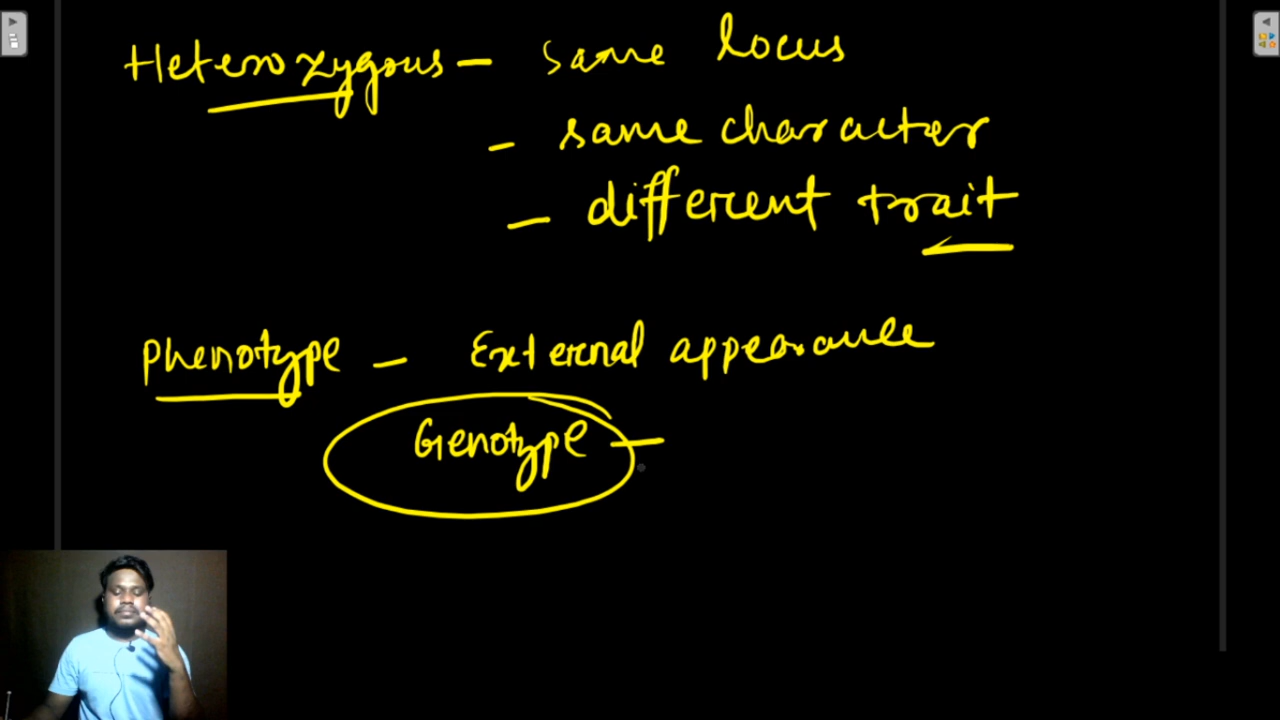 Heterozygous - same locus
- same character
- different trait
Phenotype - External appearance
Genotype -